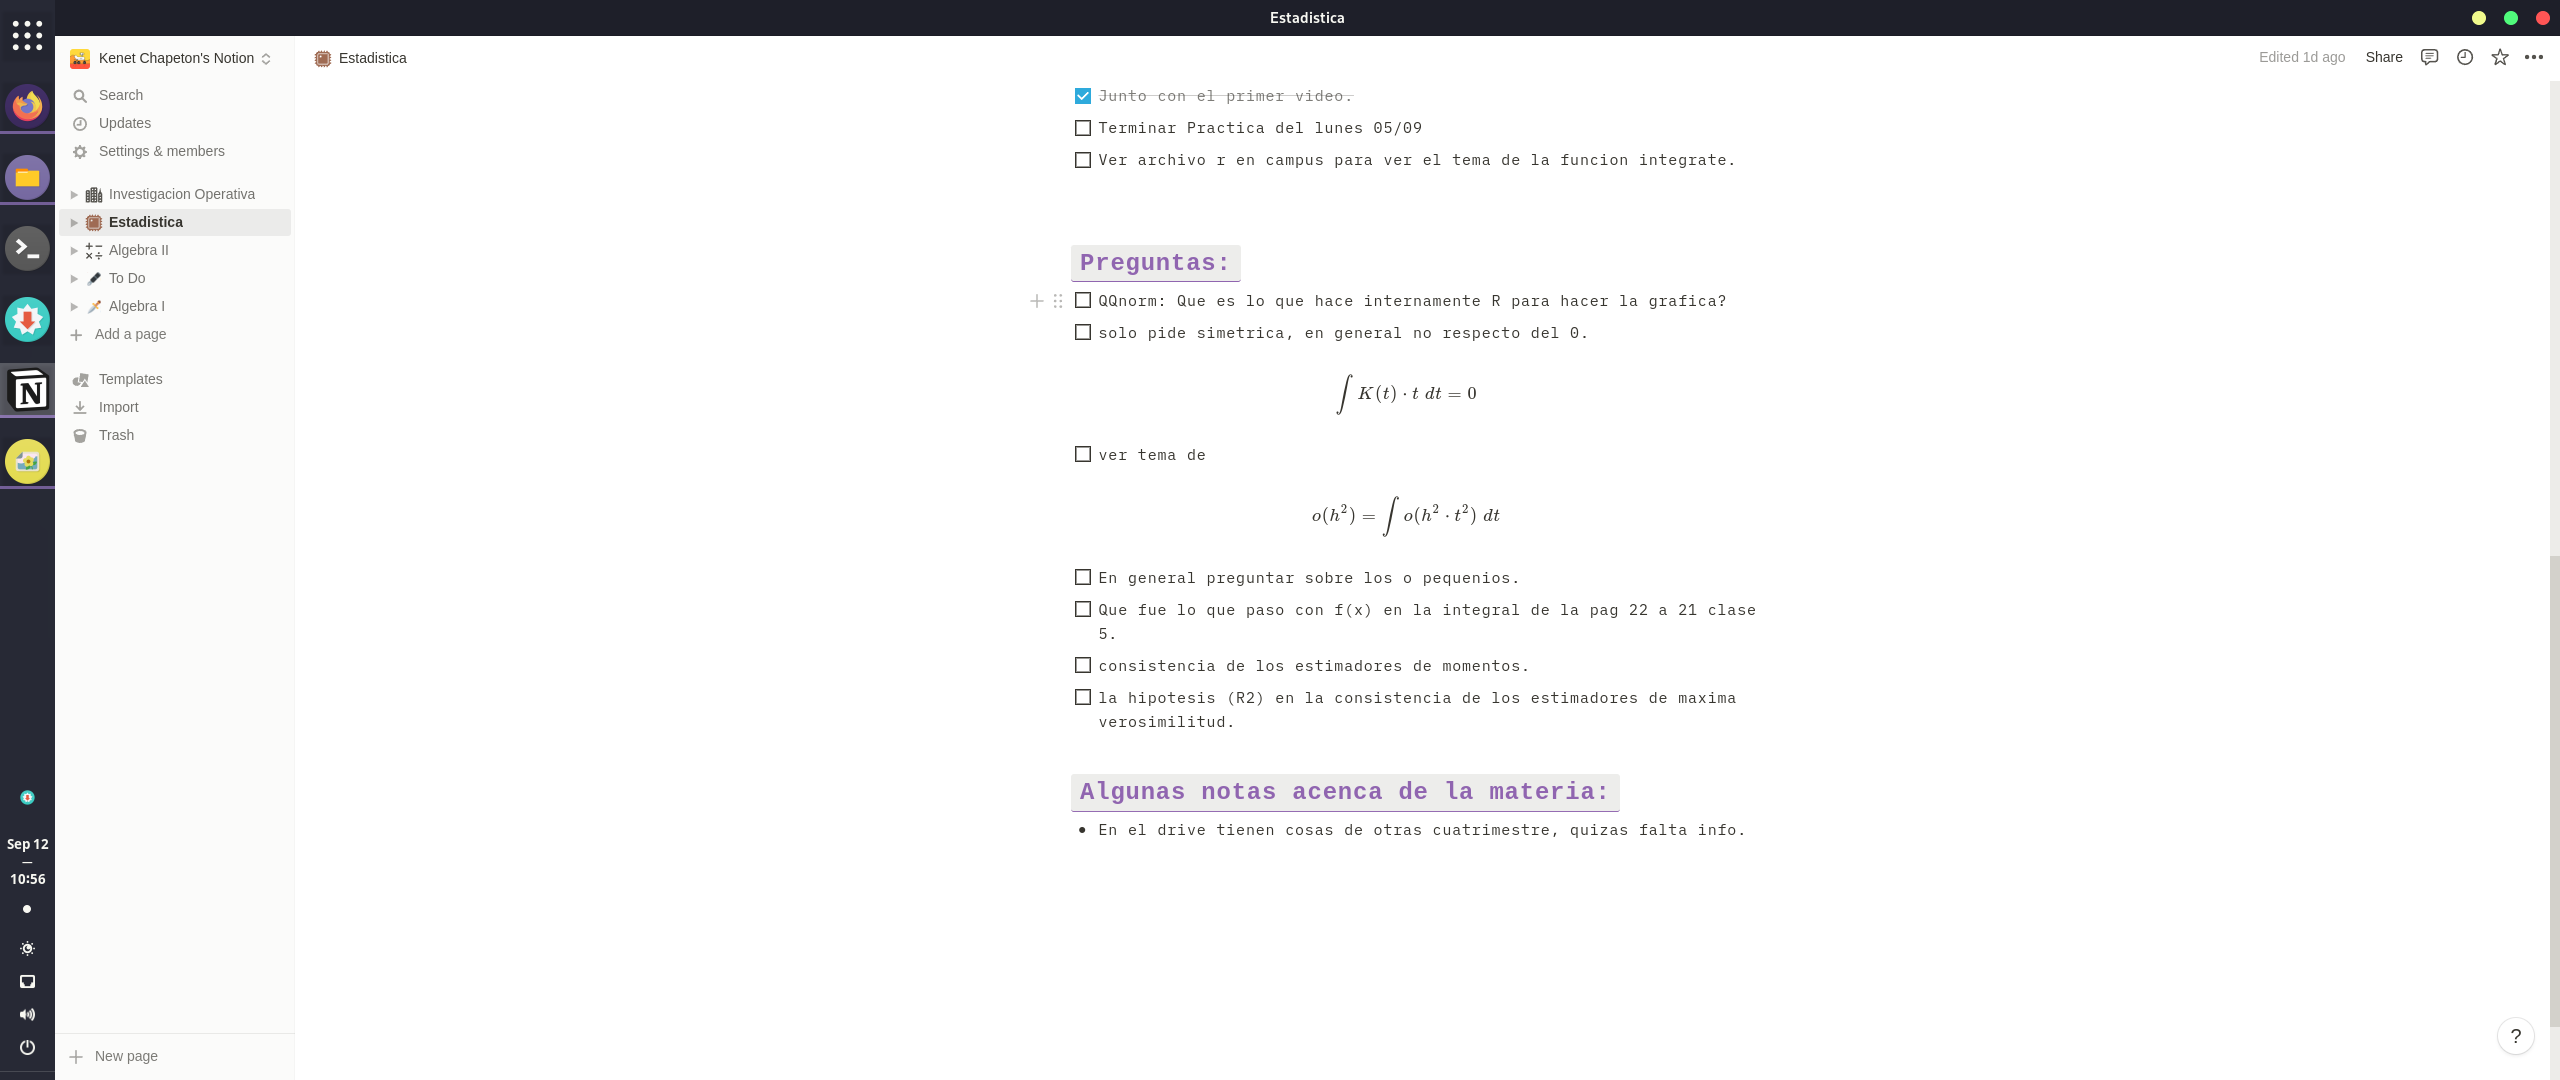 Estadistica
Kenet Chapeton's Notion
Estadistica
Edited 1d ago
Share
Search
Updates
Settings & members
Investigacion Operativa
Estadistica
Algebra II
To Do
Algebra I
Add a page
Templates
Import
Trash
Junto con el primer video.
Terminar Practica del lunes 05/09
Ver archivo r en campus para ver el tema de la funcion integrate.
Preguntas:
QQnorm: Que es lo que hace internamente R para hacer la grafica?
solo pide simetrica, en general no respecto del 0.
∫ K(t) · t dt = 0
ver tema de
o(h²) = ∫ o(h² · t²) dt
En general preguntar sobre los o pequenios.
Que fue lo que paso con f(x) en la integral de la pag 22 a 21 clase
5.
consistencia de los estimadores de momentos.
la hipotesis (R2) en la consistencia de los estimadores de maxima
verosimilitud.
Algunas notas acenca de la materia:
• En el drive tienen cosas de otras cuatrimestre, quizas falta info.
Sep 12
—
10:56
New page
?